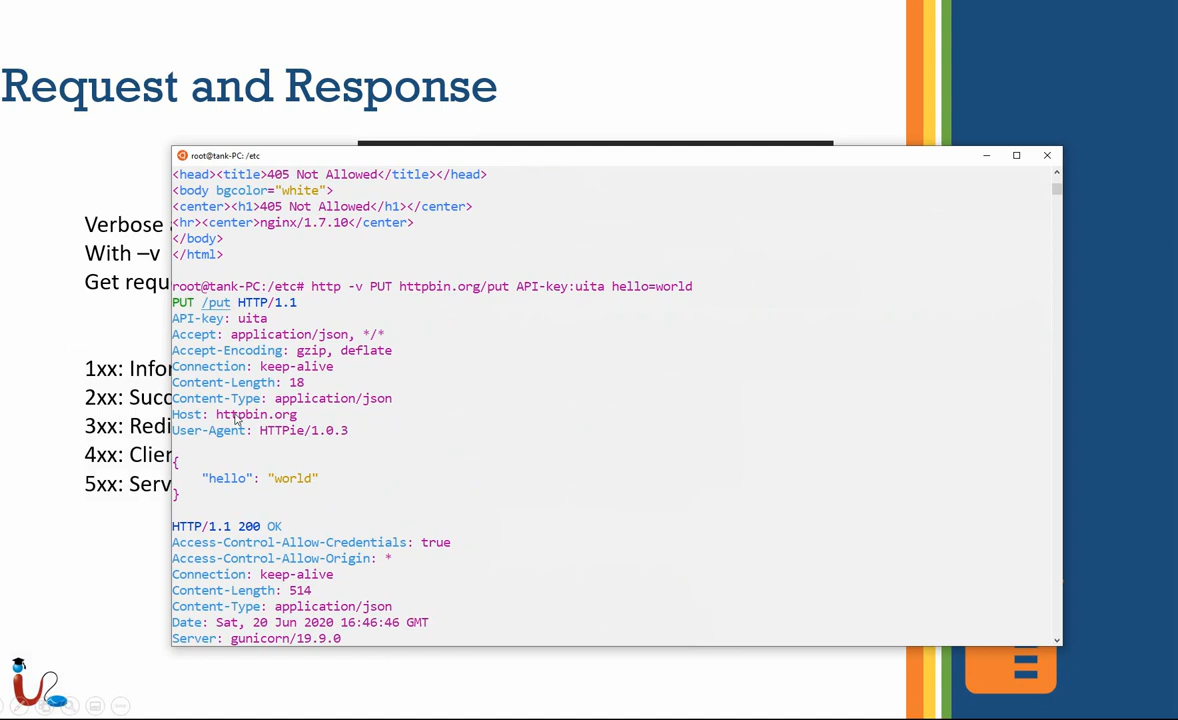 Request and Response
Verbose
With –v
Get requ
1xx: Infor
2xx: Succ
3xx: Redi
4xx: Clien
5xx: Serv
root@tank-PC: /etc
<head><title>405 Not Allowed</title></head>
<body bgcolor="white">
<center><h1>405 Not Allowed</h1></center>
<hr><center>nginx/1.7.10</center>
</body>
</html>
root@tank-PC:/etc# http -v PUT httpbin.org/put API-key:uita hello=world
PUT /put HTTP/1.1
API-key: uita
Accept: application/json, */*
Accept-Encoding: gzip, deflate
Connection: keep-alive
Content-Length: 18
Content-Type: application/json
Host: httpbin.org
User-Agent: HTTPie/1.0.3
{
    "hello": "world"
}
HTTP/1.1 200 OK
Access-Control-Allow-Credentials: true
Access-Control-Allow-Origin: *
Connection: keep-alive
Content-Length: 514
Content-Type: application/json
Date: Sat, 20 Jun 2020 16:46:46 GMT
Server: gunicorn/19.9.0